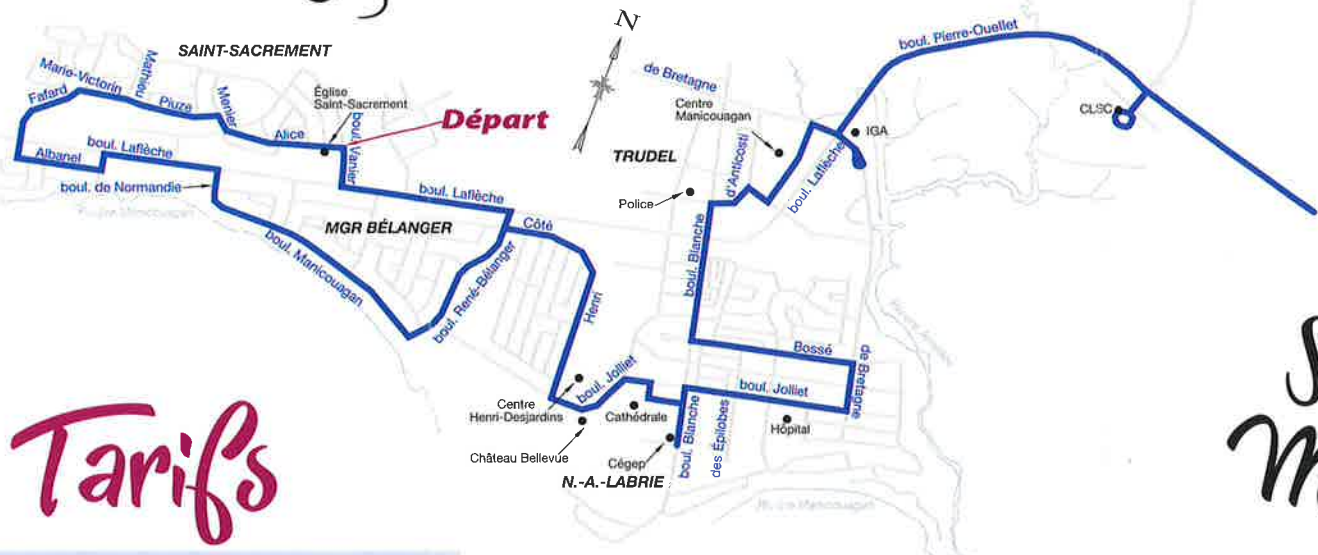 N
SAINT-SACREMENT
Mathieu
Marie-Victorin
Fafard
Piuze
Menier
Église
Saint-Sacrement
Alice
boul. Vanier
Départ
Albanel
boul. Laflèche
boul. de Normandie
boul. Laflèche
MGR BÉLANGER
boul. Manicouagan
boul. René-Bélanger
Côté
Henri
boul. Pierre-Ouellet
de Bretagne
Centre
Manicouagan
CLSC
IGA
TRUDEL
d'Anticosti
boul. Laflèche
Police
boul. Blanche
Bossé
de Bretagne
boul. Jolliet
boul. Jolliet
Centre
Henri-Desjardins
Cathédrale
Château Bellevue
Cégep
boul. Blanche
des Épilobes
Hôpital
N.-A.-LABRIE
Tarifs